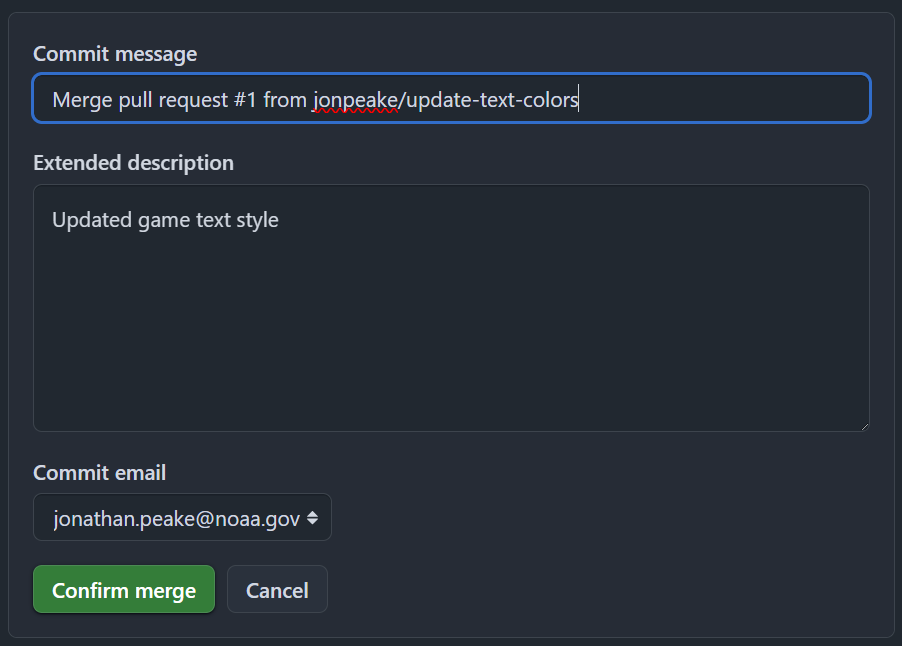 Commit message
Merge pull request #1 from jonpeake/update-text-colors
Extended description
Updated game text style
Commit email
jonathan.peake@noaa.gov
Confirm merge
Cancel